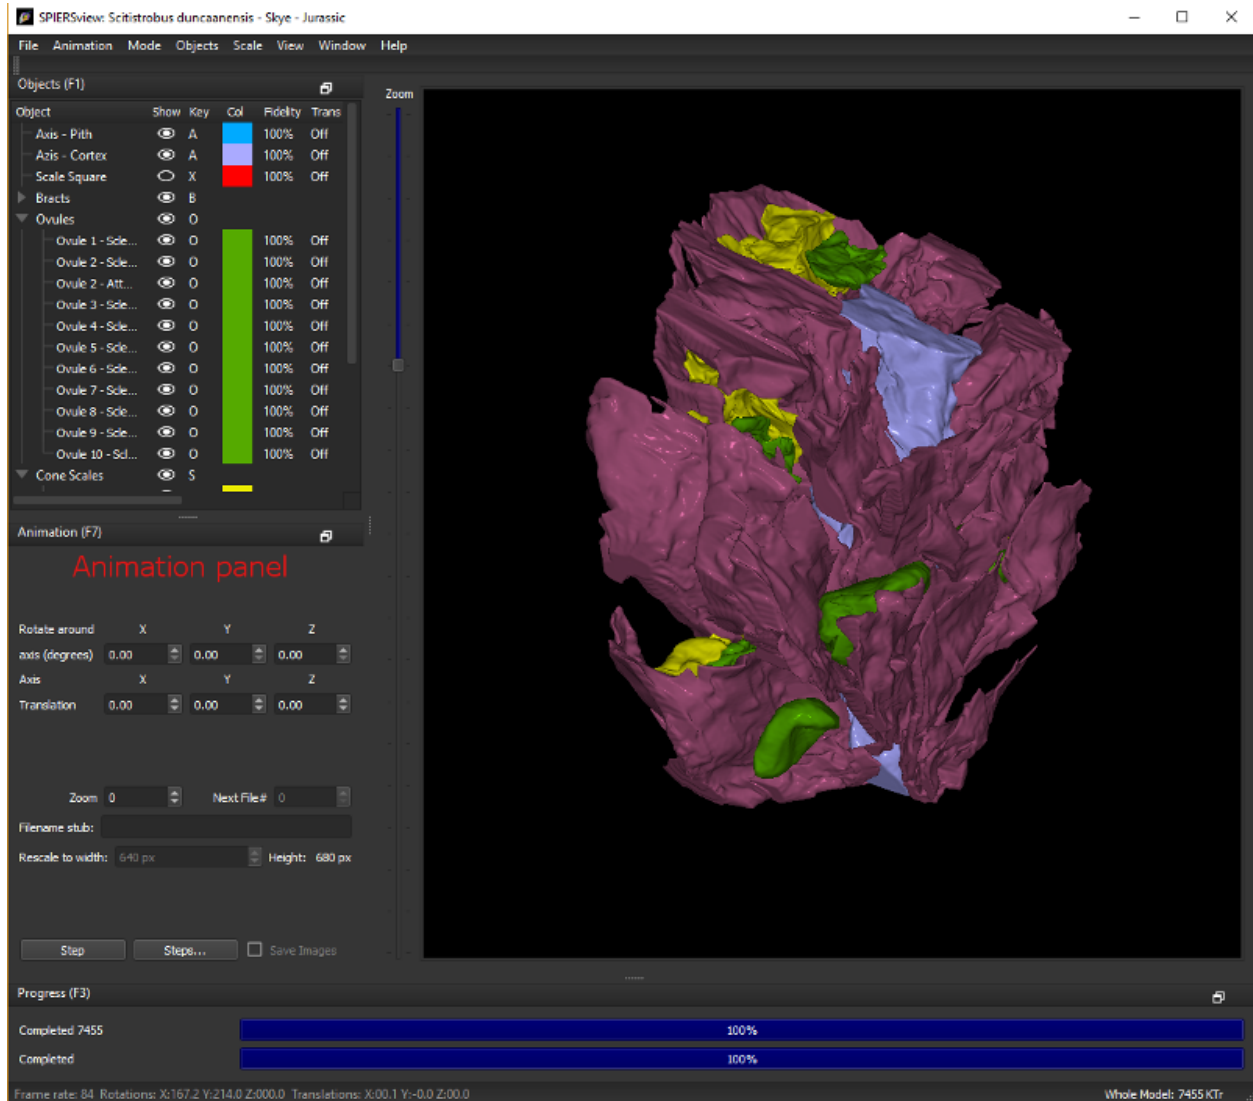 SPIERSview: Scitistrobus duncaanensis - Skye - Jurassic
File Animation Mode Objects Scale View Window Help
Objects (F1)
Object Show Key Col Fidelity Trans
Axis - Pith A 100% Off
Azis - Cortex A 100% Off
Scale Square X 100% Off
Bracts B
Ovules O
Ovule 1 - Scle... O 100% Off
Ovule 2 - Scle... O 100% Off
Ovule 2 - Att... O 100% Off
Ovule 3 - Scle... O 100% Off
Ovule 4 - Scle... O 100% Off
Ovule 5 - Scle... O 100% Off
Ovule 6 - Scle... O 100% Off
Ovule 7 - Scle... O 100% Off
Ovule 8 - Scle... O 100% Off
Ovule 9 - Scle... O 100% Off
Ovule 10 - Scl... O 100% Off
Cone Scales S
Zoom
Animation (F7)
Animation panel
Rotate around X Y Z
axis (degrees) 0.00 0.00 0.00
Axis X Y Z
Translation 0.00 0.00 0.00
Zoom 0 Next File# 0
Filename stub:
Rescale to width: 640 px Height: 680 px
Step Steps... Save Images
Progress (F3)
Completed 7455 100%
Completed 100%
Frame rate: 84 Rotations: X:167.2 Y:214.0 Z:000.0 Translations: X:00.1 Y:-0.0 Z:00.0 Whole Model: 7455 KTr